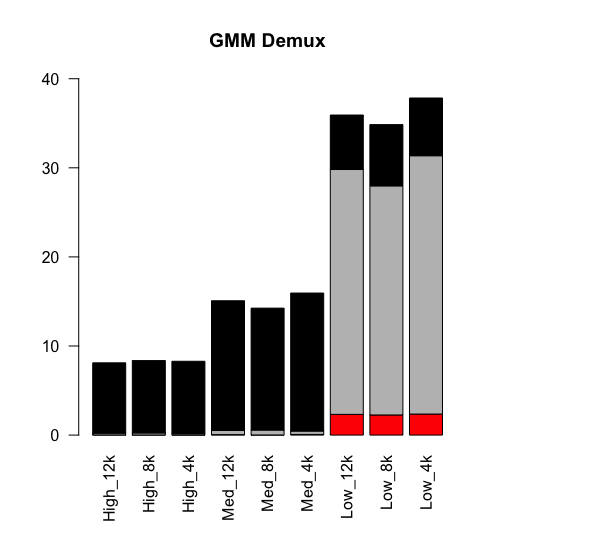 GMM Demux
40
30
20
10
0
High_12k
High_8k
High_4k
Med_12k
Med_8k
Med_4k
Low_12k
Low_8k
Low_4k